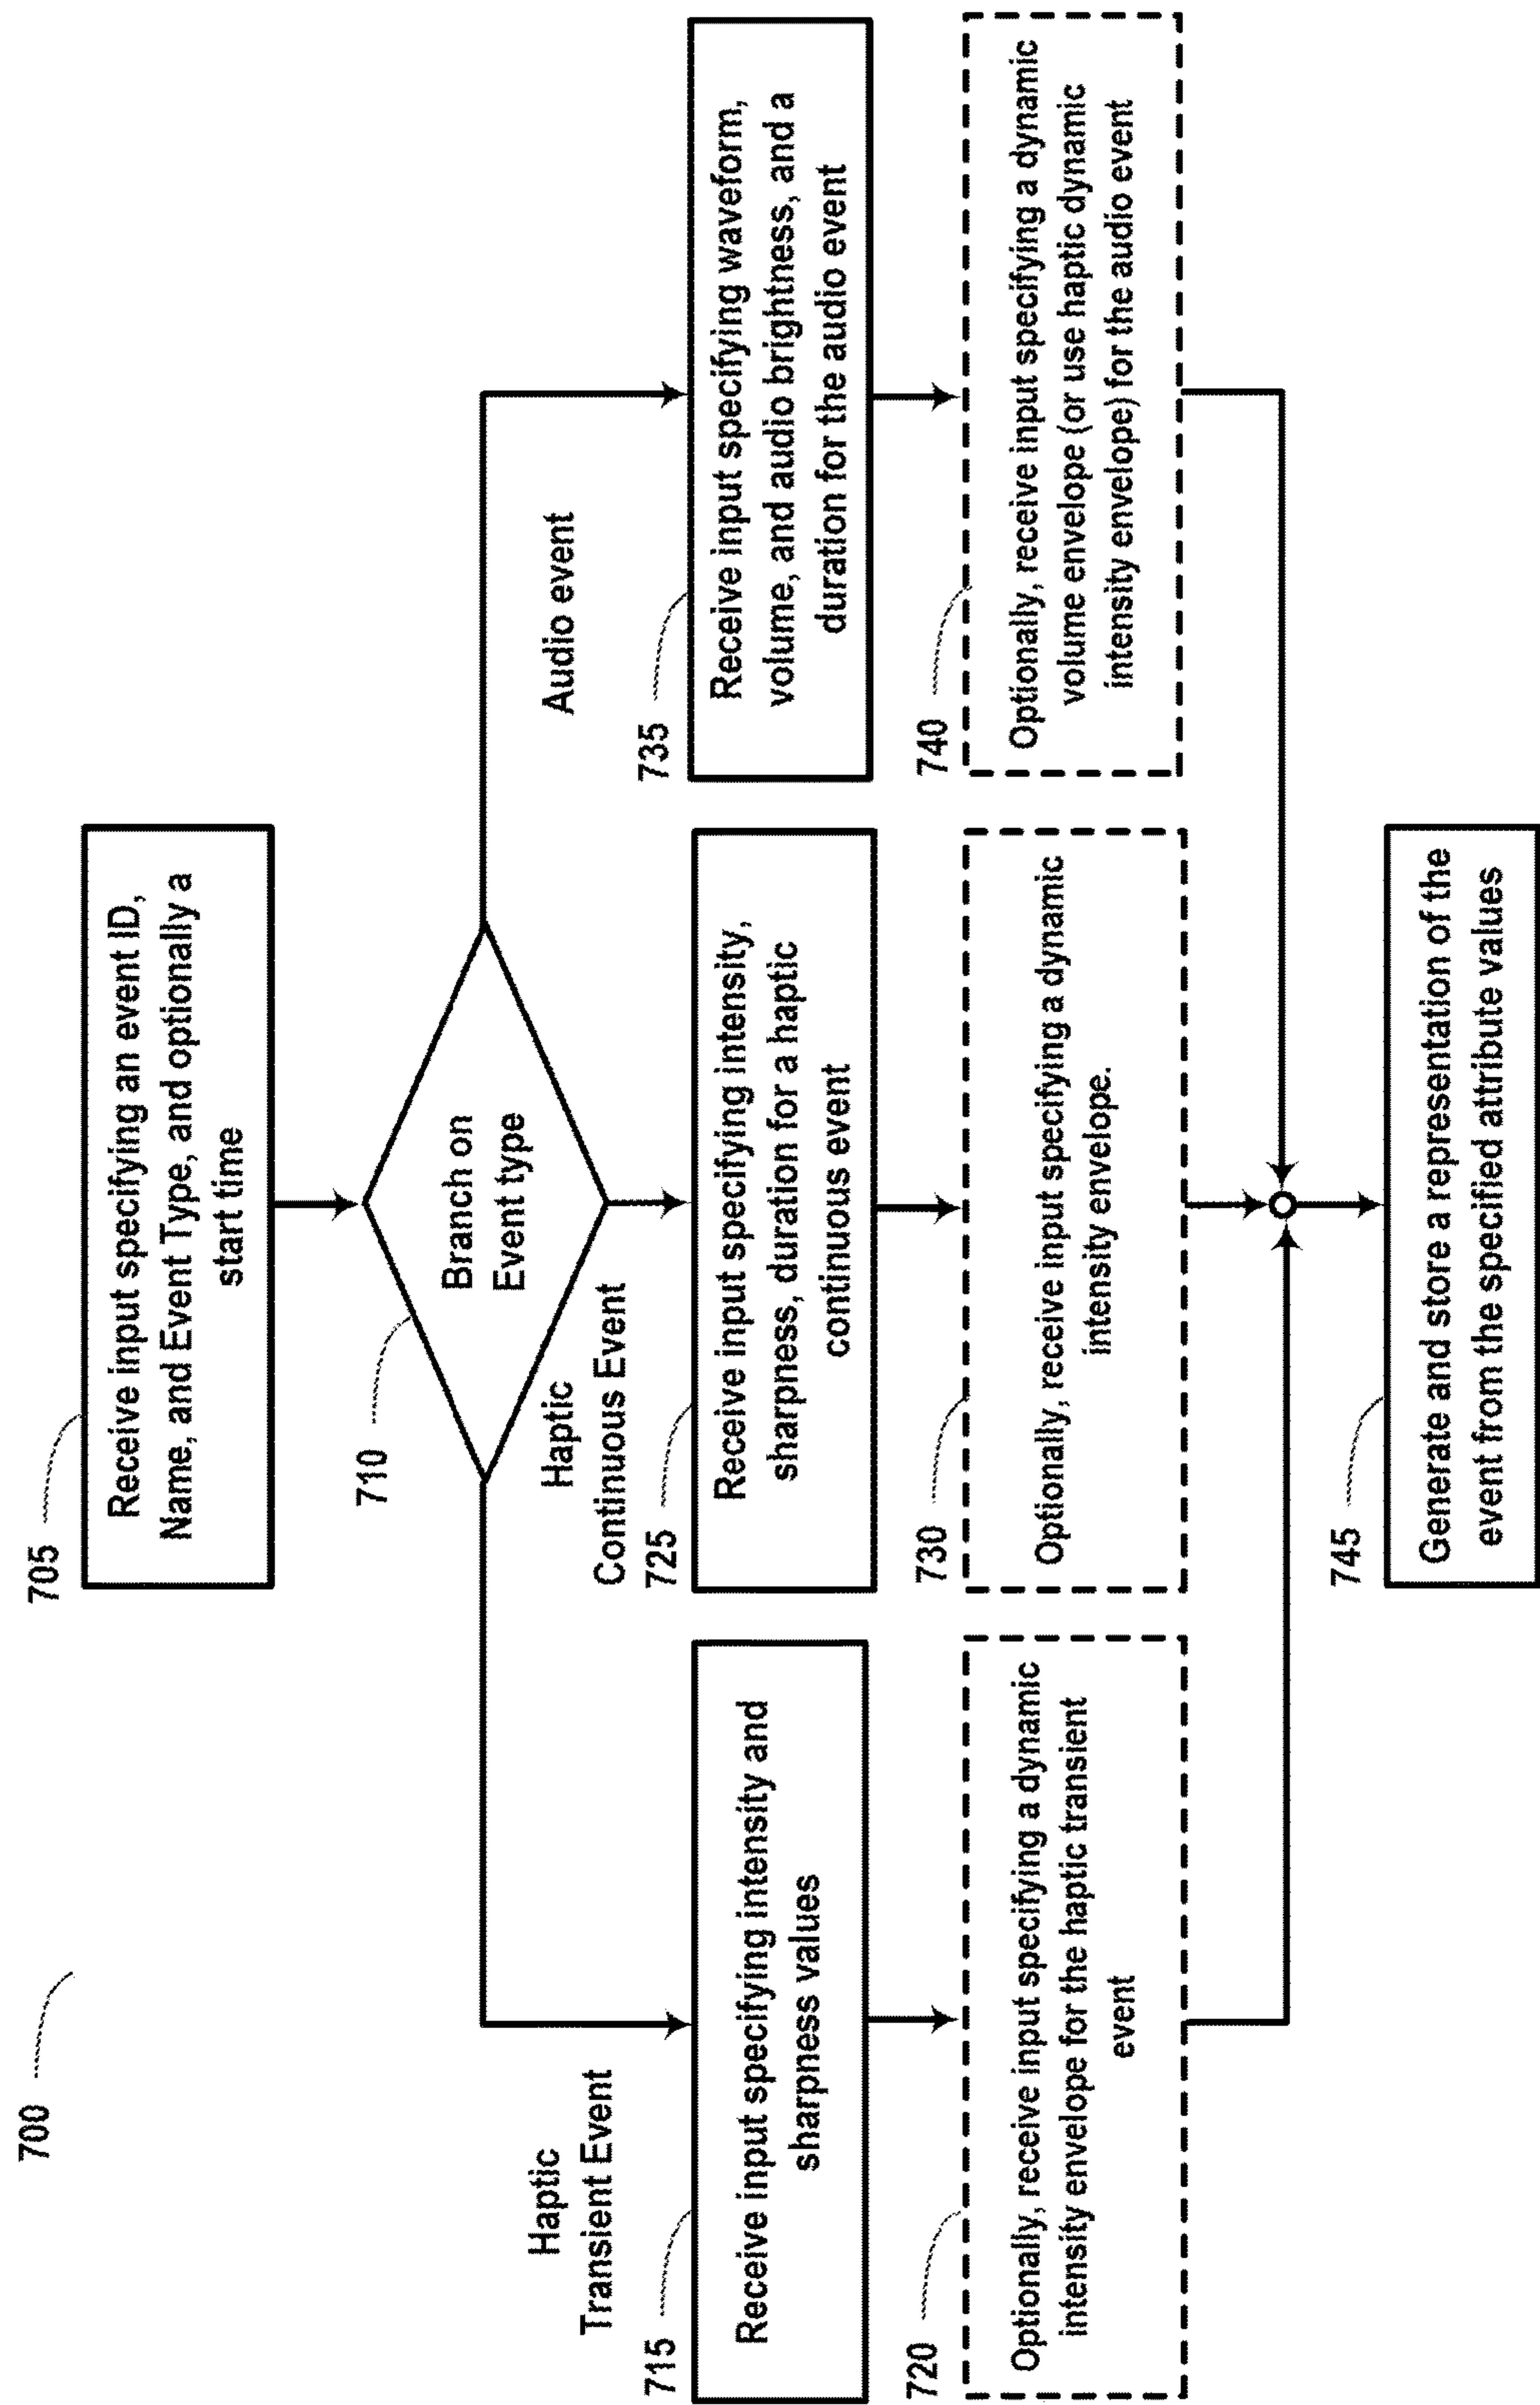 700
705
Receive input specifying an event ID,
Name, and Event Type, and optionally a
start time
710
Branch on
Event type
Haptic
Transient Event
Haptic
Continuous Event
Audio event
715
Receive input specifying intensity and
sharpness values
725
Receive input specifying intensity,
sharpness, duration for a haptic
continuous event
735
Receive input specifying waveform,
volume, and audio brightness, and a
duration for the audio event
720
Optionally, receive input specifying a dynamic
intensity envelope for the haptic transient
event
730
Optionally, receive input specifying a dynamic
intensity envelope.
740
Optionally, receive input specifying a dynamic
volume envelope (or use haptic dynamic
intensity envelope) for the audio event
745
Generate and store a representation of the
event from the specified attribute values